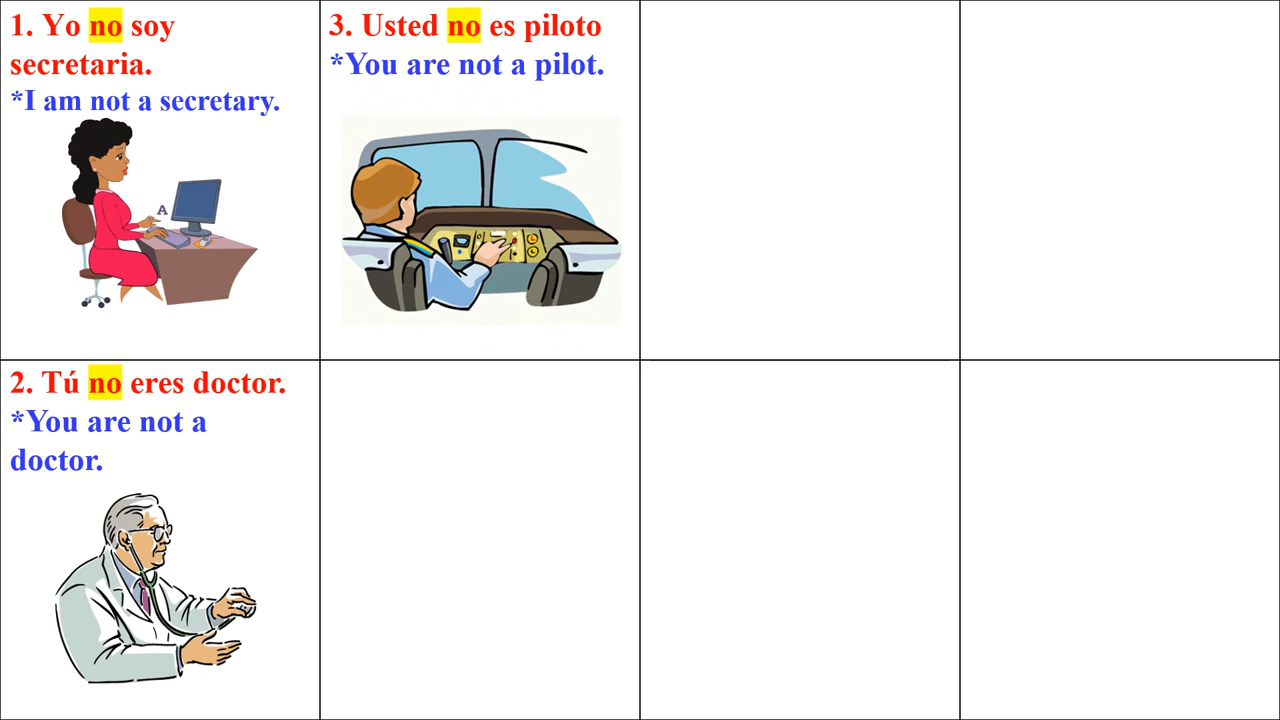 1. Yo no soy
secretaria.
*I am not a secretary.
A
2. Tú no eres doctor.
*You are not a
doctor.
3. Usted no es piloto
*You are not a pilot.